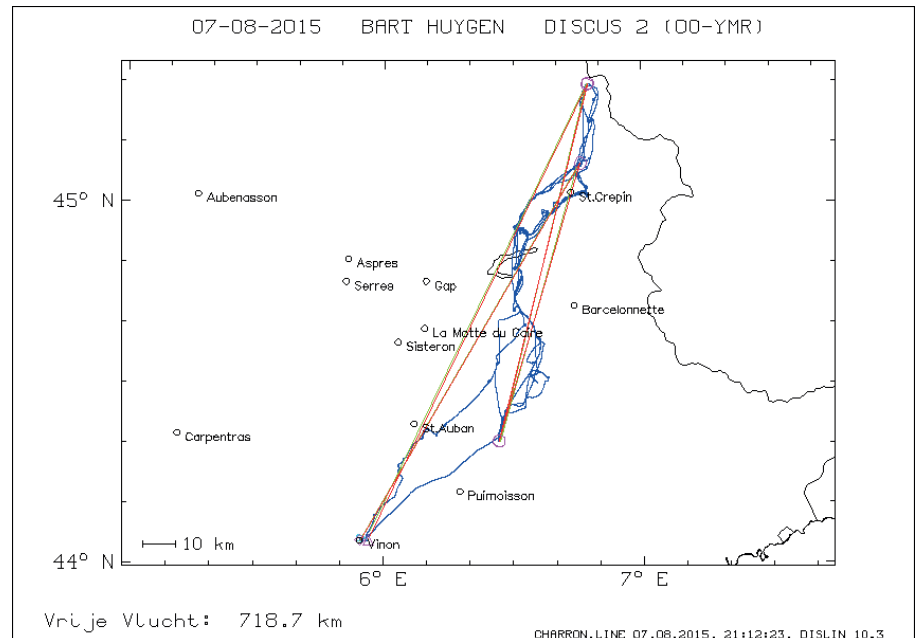 07-08-2015 BART HUYGEN DISCUS 2 (OO-YMR)
45° N
Aubenasson
St.Crepin
Aspres
Serres
Gap
Barcelonnette
La Motte du Caire
Sisteron
St.Auban
Carpentras
Puimoisson
Vinon
10 km
44° N
6° E
7° E
Vrije Vlucht: 718.7 km
CHARRON.LINE 07.08.2015, 21:12:23, DISLIN 10.3